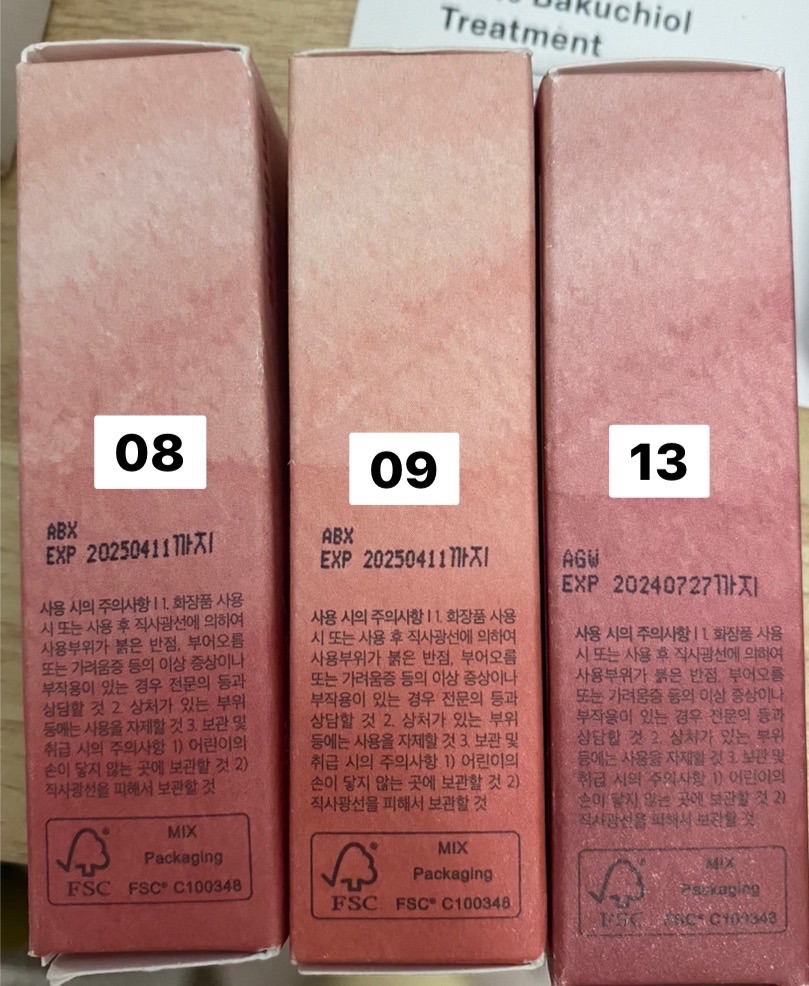 Bakuchiol
Treatment
08
ABX
EXP 20250411까지
사용 시의 주의사항 | 1. 화장품 사용
시 또는 사용 후 직사광선에 의하여
사용부위가 붉은 반점, 부어오름
또는 가려움증 등의 이상 증상이나
부작용이 있는 경우 전문의 등과
상담할 것 2. 상처가 있는 부위
등에는 사용을 자제할 것 3. 보관 및
취급 시의 주의사항 1) 어린이의
손이 닿지 않는 곳에 보관할 것 2)
직사광선을 피해서 보관할 것
MIX
Packaging
FSC
FSC® C100348
09
ABX
EXP 20250411까지
사용 시의 주의사항 | 1. 화장품 사용
시 또는 사용 후 직사광선에 의하여
사용부위가 붉은 반점, 부어오름
또는 가려움증 등의 이상 증상이나
부작용이 있는 경우 전문의 등과
상담할 것 2. 상처가 있는 부위
등에는 사용을 자제할 것 3. 보관 및
취급 시의 주의사항 1) 어린이의
손이 닿지 않는 곳에 보관할 것 2)
직사광선을 피해서 보관할 것
MIX
Packaging
FSC
FSC® C100348
13
AGW
EXP 20240727까지
사용 시의 주의사항 | 1. 화장품 사용
시 또는 사용 후 직사광선에 의하여
사용부위가 붉은 반점, 부어오름
또는 가려움증 등의 이상 증상이나
부작용이 있는 경우 전문의 등과
상담할 것 2. 상처가 있는 부위
등에는 사용을 자제할 것 3. 보관 및
취급 시의 주의사항 1) 어린이의
손이 닿지 않는 곳에 보관할 것 2)
직사광선을 피해서 보관할 것
MIX
Packaging
FSC
FSC® C100348